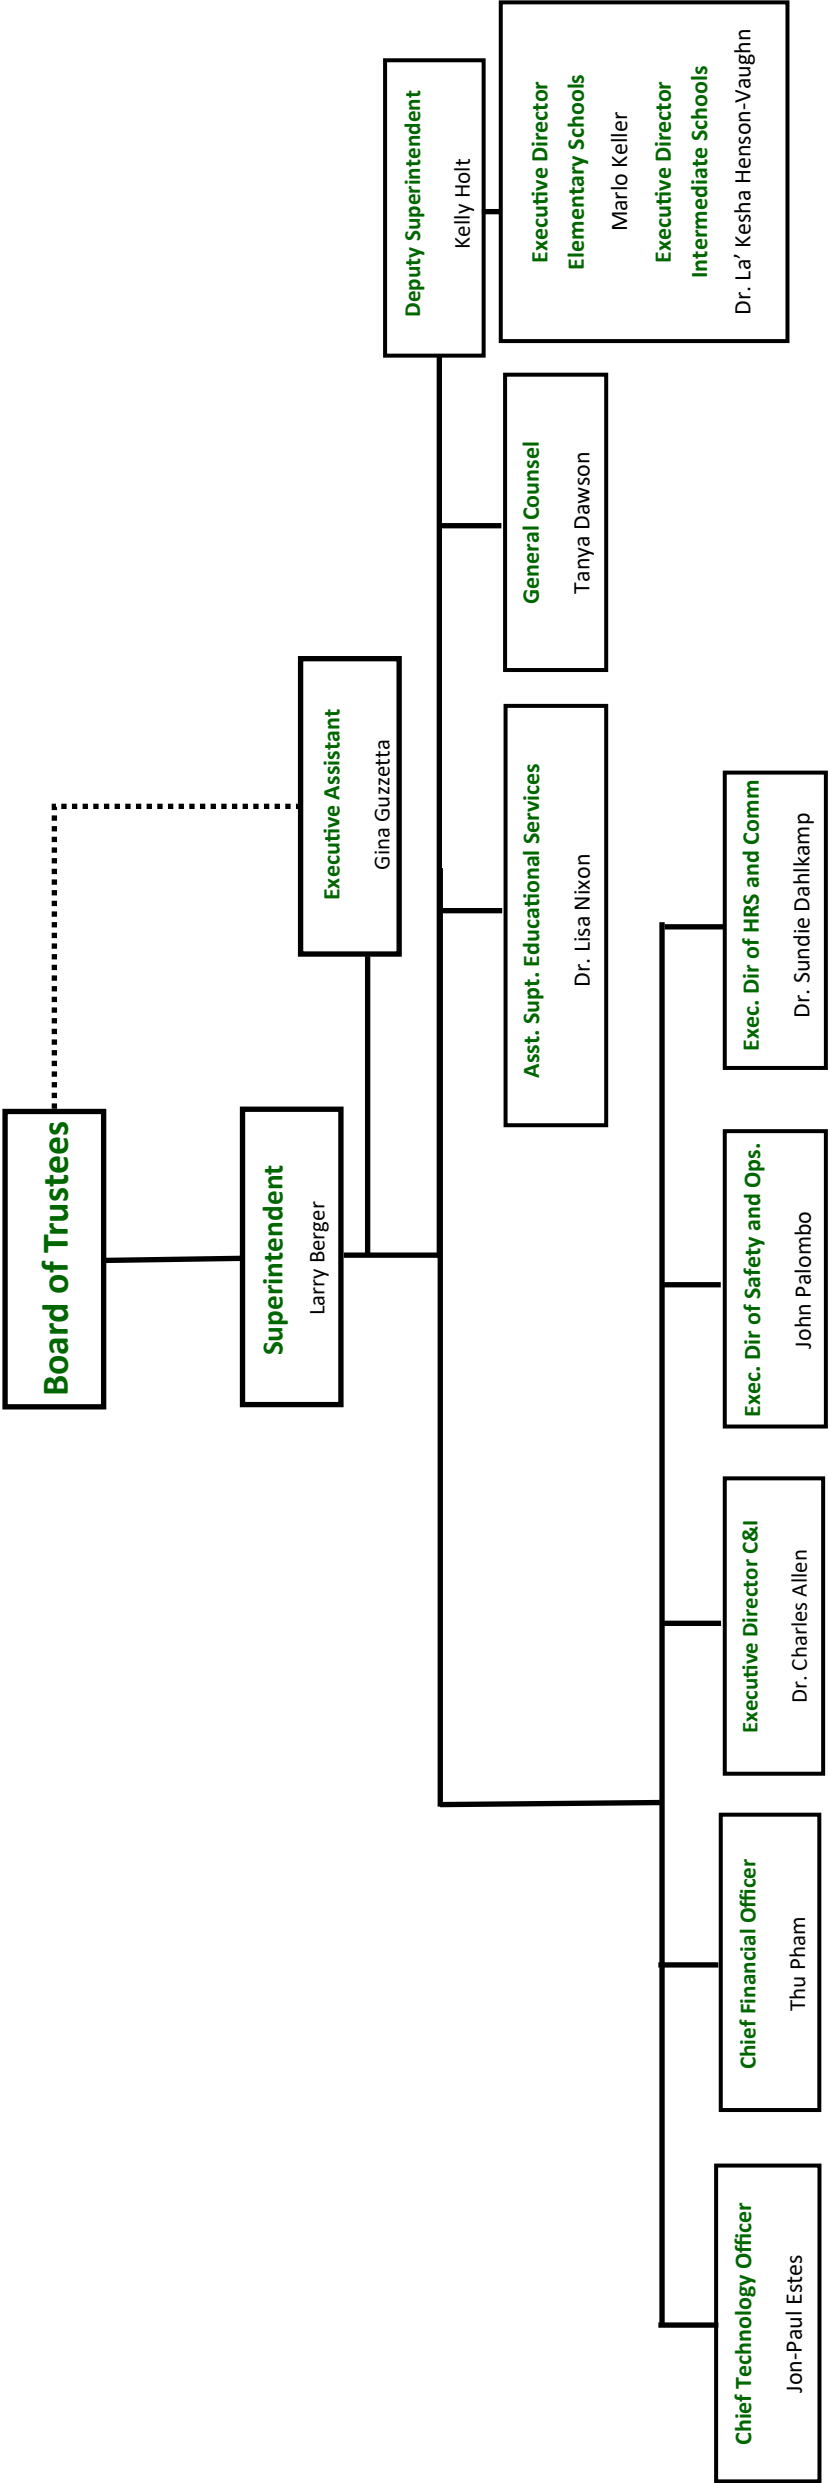 Board of Trustees
Superintendent
Larry Berger
Executive Assistant
Gina Guzzetta
Deputy Superintendent
Kelly Holt
Executive Director
Elementary Schools
Marlo Keller
Executive Director
Intermediate Schools
Dr. La’ Kesha Henson-Vaughn
Asst. Supt. Educational Services
Dr. Lisa Nixon
General Counsel
Tanya Dawson
Chief Technology Officer
Jon-Paul Estes
Chief Financial Officer
Thu Pham
Executive Director C&I
Dr. Charles Allen
Exec. Dir of Safety and Ops.
John Palombo
Exec. Dir of HRS and Comm
Dr. Sundie Dahlkamp